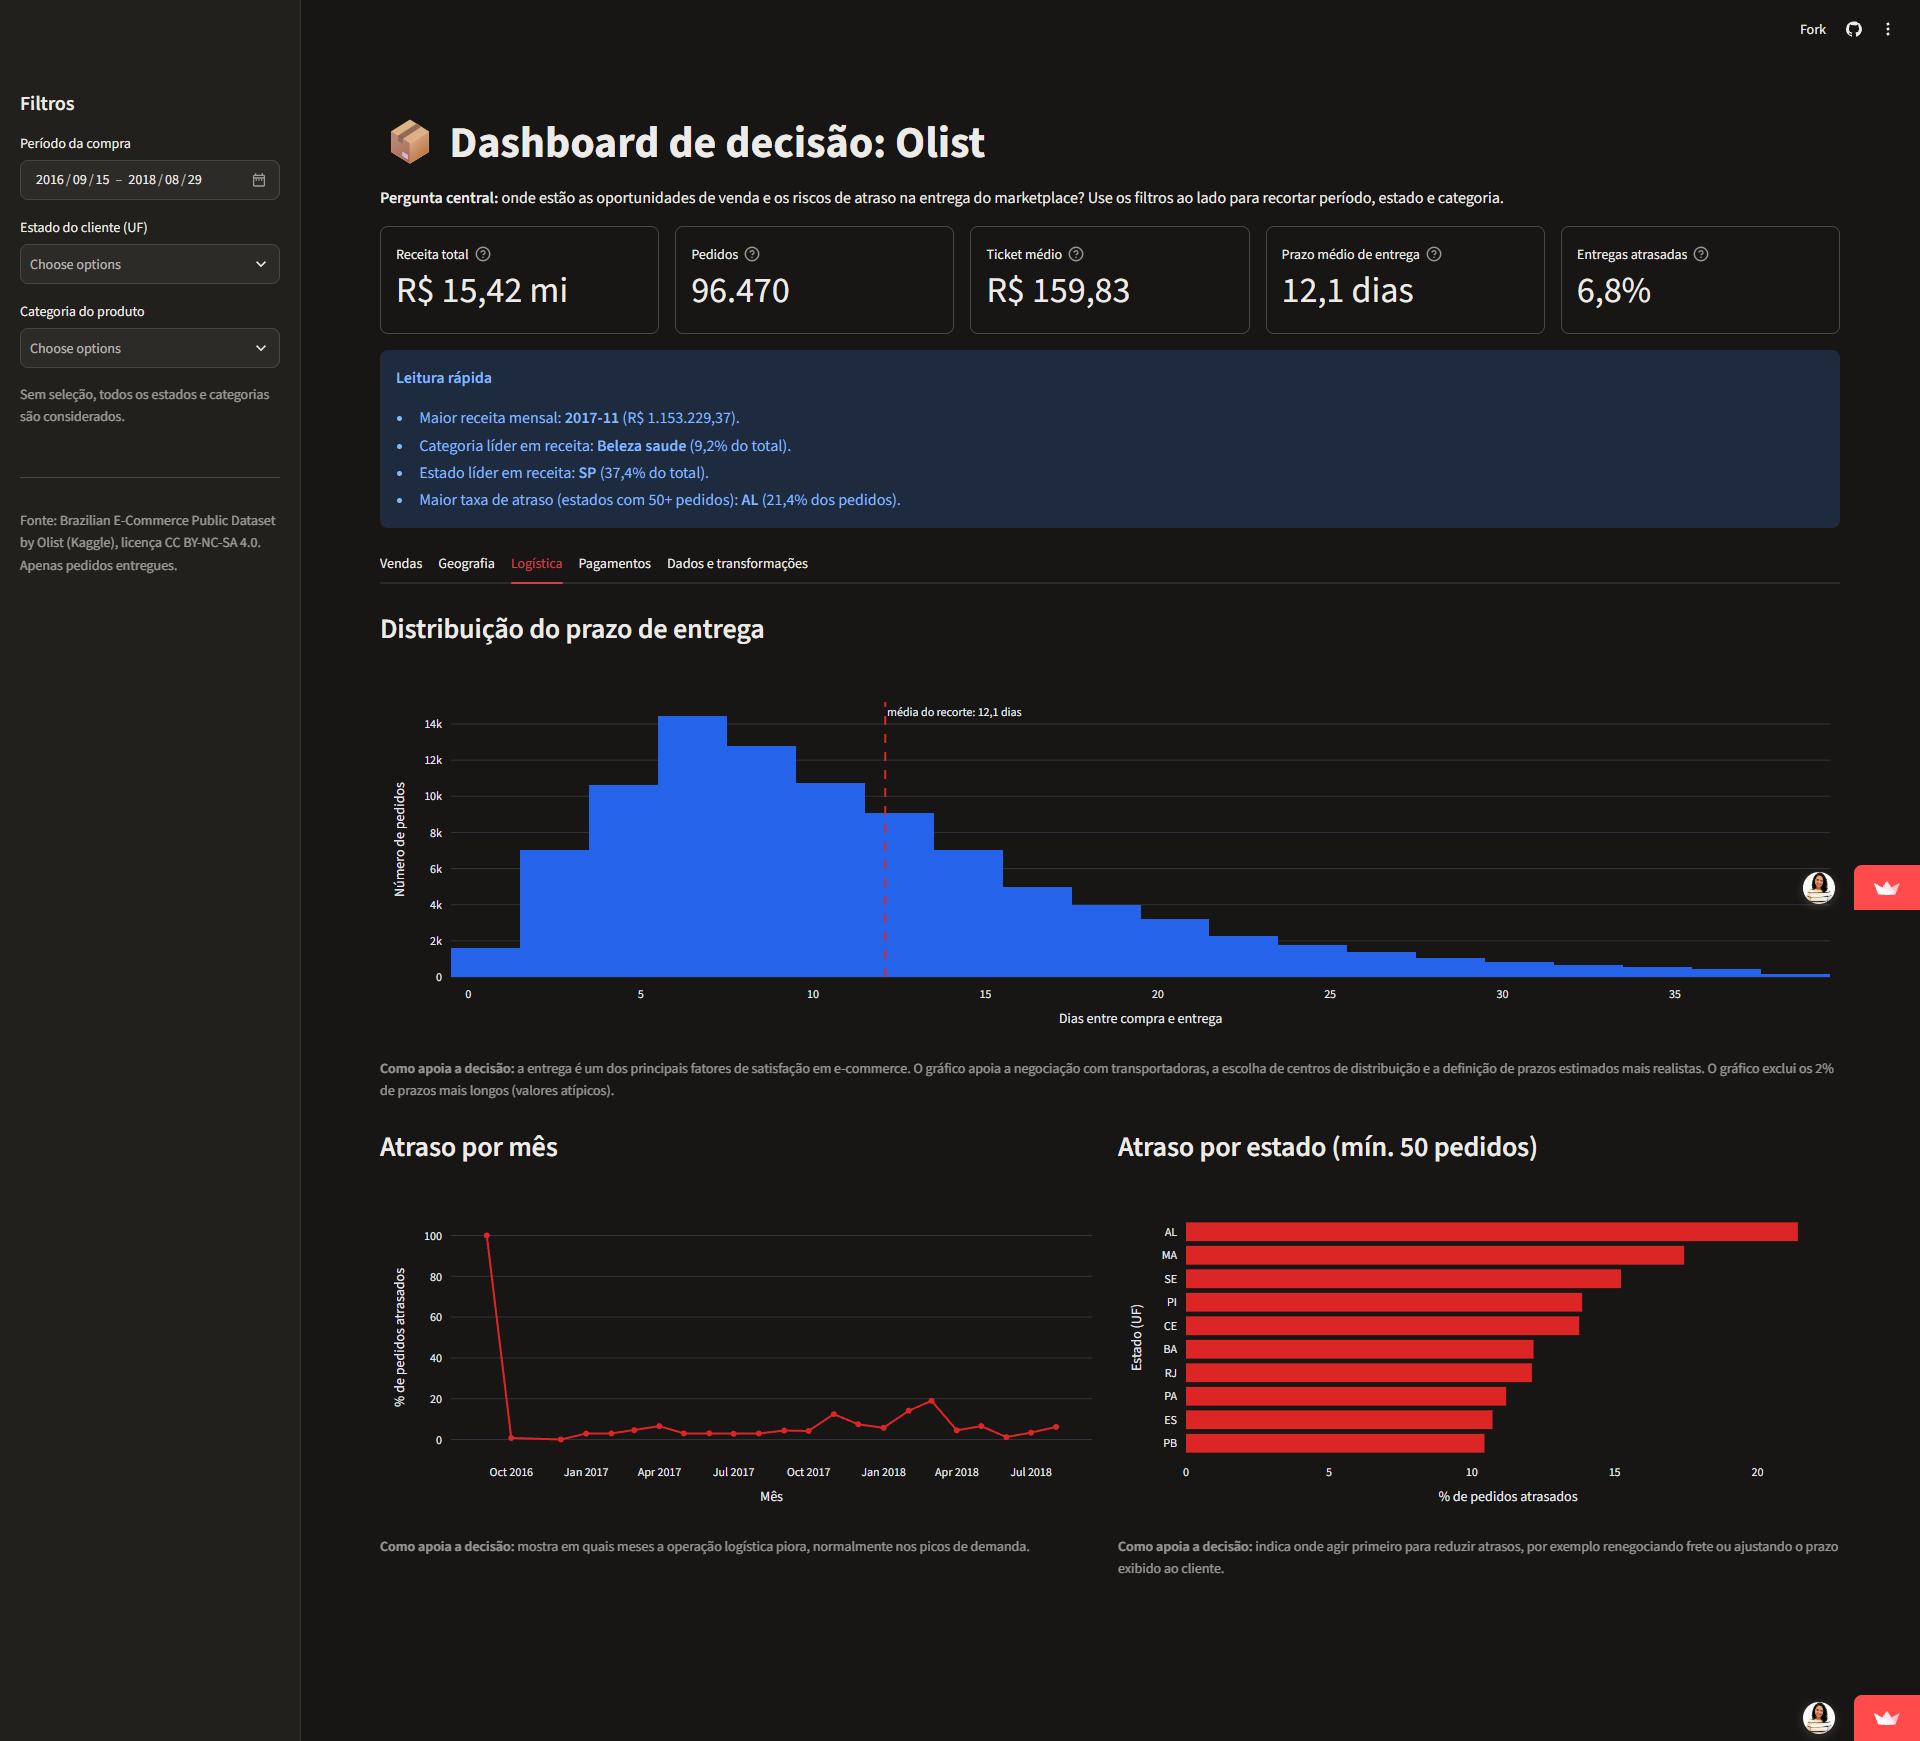 Fork
Filtros
Período da compra
2016/09/15 – 2018/08/29
Estado do cliente (UF)
Choose options
Categoria do produto
Choose options
Sem seleção, todos os estados e categorias
são considerados.
Fonte: Brazilian E-Commerce Public Dataset
by Olist (Kaggle), licença CC BY-NC-SA 4.0.
Apenas pedidos entregues.
Dashboard de decisão: Olist
Pergunta central: onde estão as oportunidades de venda e os riscos de atraso na entrega do marketplace? Use os filtros ao lado para recortar período, estado e categoria.
Receita total
R$ 15,42 mi
Pedidos
96.470
Ticket médio
R$ 159,83
Prazo médio de entrega
12,1 dias
Entregas atrasadas
6,8%
Leitura rápida
• Maior receita mensal: 2017-11 (R$ 1.153.229,37).
• Categoria líder em receita: Beleza saude (9,2% do total).
• Estado líder em receita: SP (37,4% do total).
• Maior taxa de atraso (estados com 50+ pedidos): AL (21,4% dos pedidos).
Vendas Geografia Logística Pagamentos Dados e transformações
Distribuição do prazo de entrega
média do recorte: 12,1 dias
Número de pedidos
14k
12k
10k
8k
6k
4k
2k
0
0 5 10 15 20 25 30 35
Dias entre compra e entrega
Como apoia a decisão: a entrega é um dos principais fatores de satisfação em e-commerce. O gráfico apoia a negociação com transportadoras, a escolha de centros de distribuição e a definição de prazos estimados mais realistas. O gráfico exclui os 2%
de prazos mais longos (valores atípicos).
Atraso por mês
% de pedidos atrasados
100
80
60
40
20
0
Oct 2016 Jan 2017 Apr 2017 Jul 2017 Oct 2017 Jan 2018 Apr 2018 Jul 2018
Mês
Como apoia a decisão: mostra em quais meses a operação logística piora, normalmente nos picos de demanda.
Atraso por estado (mín. 50 pedidos)
Estado (UF)
AL
MA
SE
PI
CE
BA
RJ
PA
ES
PB
0 5 10 15 20
% de pedidos atrasados
Como apoia a decisão: indica onde agir primeiro para reduzir atrasos, por exemplo renegociando frete ou ajustando o prazo
exibido ao cliente.